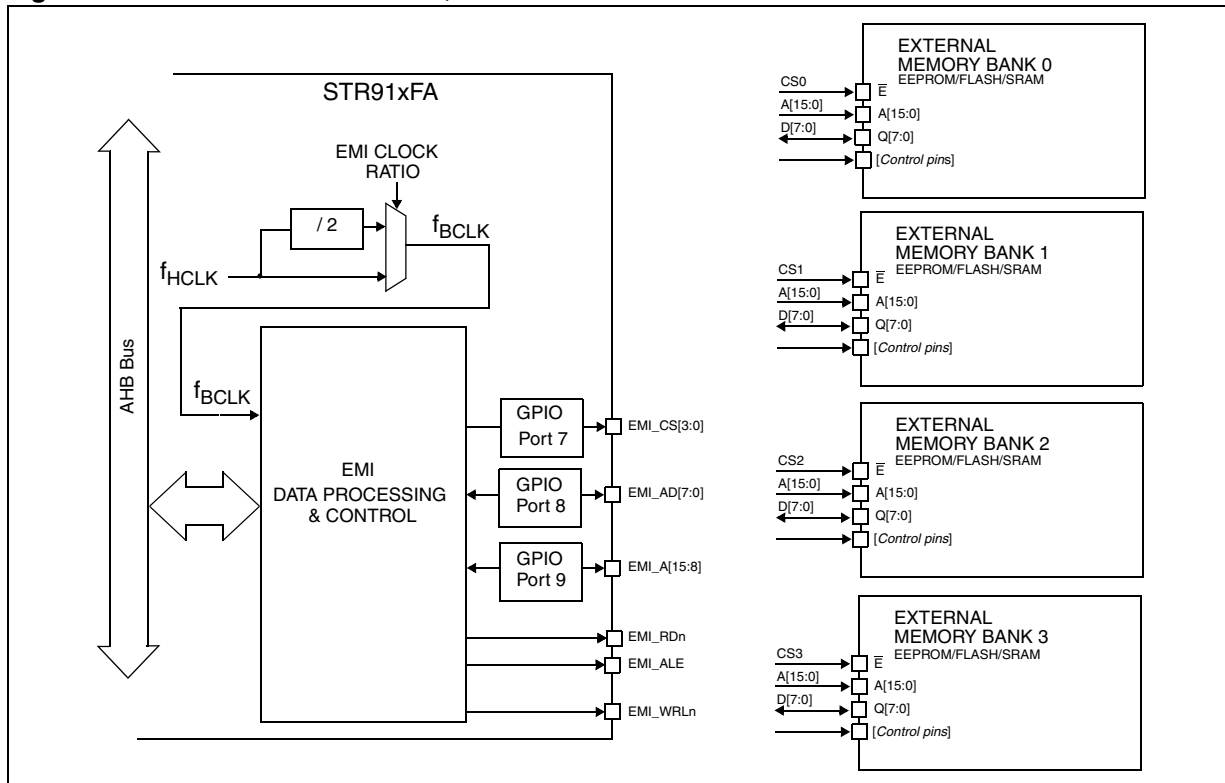 STR91xFA
EMI CLOCK
RATIO
/ 2
fBCLK
fHCLK
AHB Bus
fBCLK
EMI
DATA PROCESSING
& CONTROL
GPIO
Port 7
EMI_CS[3:0]
GPIO
Port 8
EMI_AD[7:0]
GPIO
Port 9
EMI_A[15:8]
EMI_RDn
EMI_ALE
EMI_WRLn
EXTERNAL
MEMORY BANK 0
EEPROM/FLASH/SRAM
CS0
E
A[15:0]
A[15:0]
D[7:0]
Q[7:0]
[Control pins]
EXTERNAL
MEMORY BANK 1
EEPROM/FLASH/SRAM
CS1
E
A[15:0]
A[15:0]
D[7:0]
Q[7:0]
[Control pins]
EXTERNAL
MEMORY BANK 2
EEPROM/FLASH/SRAM
CS2
E
A[15:0]
A[15:0]
D[7:0]
Q[7:0]
[Control pins]
EXTERNAL
MEMORY BANK 3
EEPROM/FLASH/SRAM
CS3
E
A[15:0]
A[15:0]
D[7:0]
Q[7:0]
[Control pins]